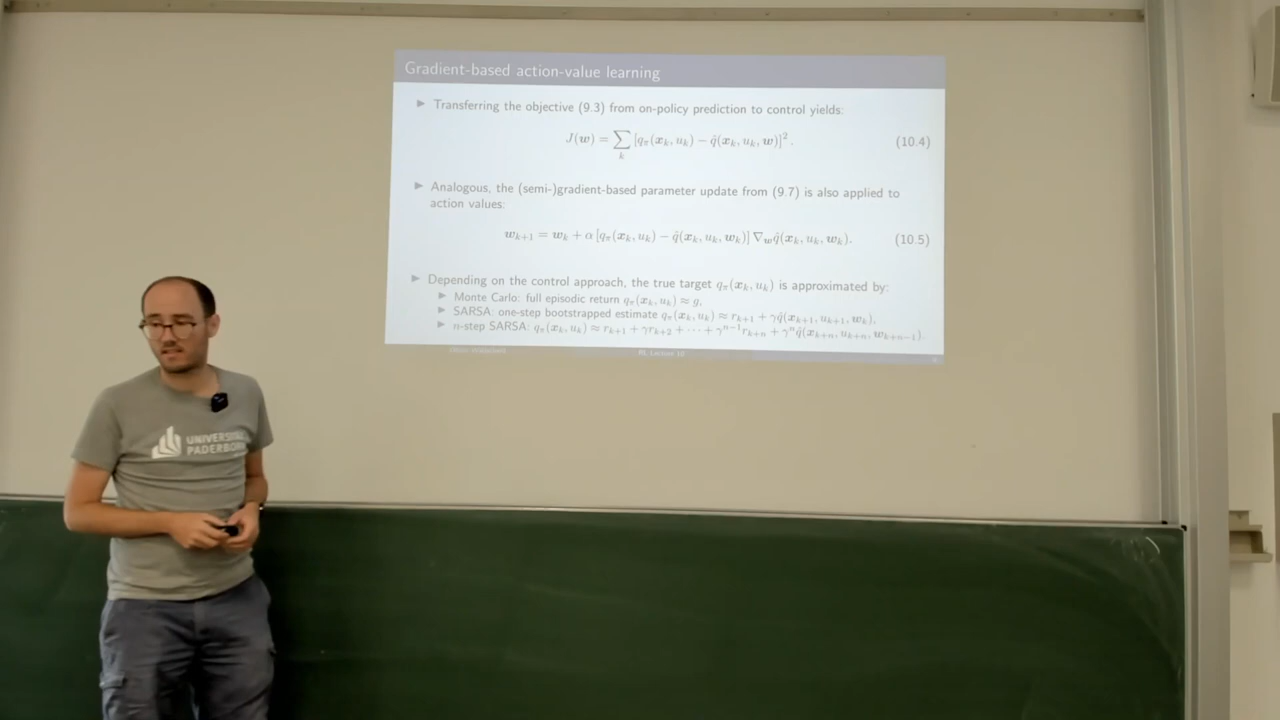 Gradient-based action-value learning
▶ Transferring the objective (9.3) from on-policy prediction to control yields:
J(w) = ∑_k [q_π(x_k, u_k) − q̂(x_k, u_k, w)]². (10.4)
▶ Analogous, the (semi-)gradient-based parameter update from (9.7) is also applied to
action values:
w_{k+1} = w_k + α [q_π(x_k, u_k) − q̂(x_k, u_k, w_k)] ∇_w q̂(x_k, u_k, w_k). (10.5)
▶ Depending on the control approach, the true target q_π(x_k, u_k) is approximated by:
▶ Monte Carlo: full episodic return q_π(x_k, u_k) ≈ g,
▶ SARSA: one-step bootstrapped estimate q_π(x_k, u_k) ≈ r_{k+1} + γq̂(x_{k+1}, u_{k+1}, w_k),
▶ n-step SARSA: q_π(x_k, u_k) ≈ r_{k+1} + γr_{k+2} + ⋯ + γ^{n−1}r_{k+n} + γ^n q̂(x_{k+n}, u_{k+n}, w_{k+n−1}).
RL Lecture 10